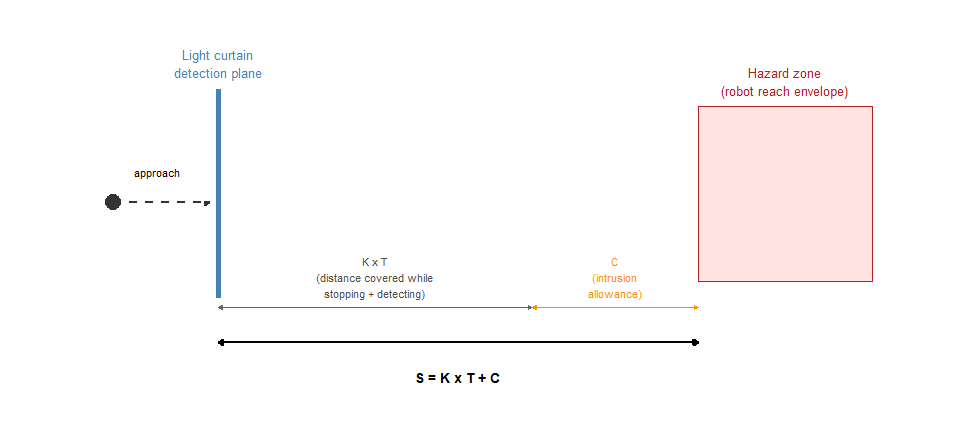 Light curtain
detection plane
Hazard zone
(robot reach envelope)
approach
K x T
(distance covered while
stopping + detecting)
C
(intrusion
allowance)
S = K x T + C